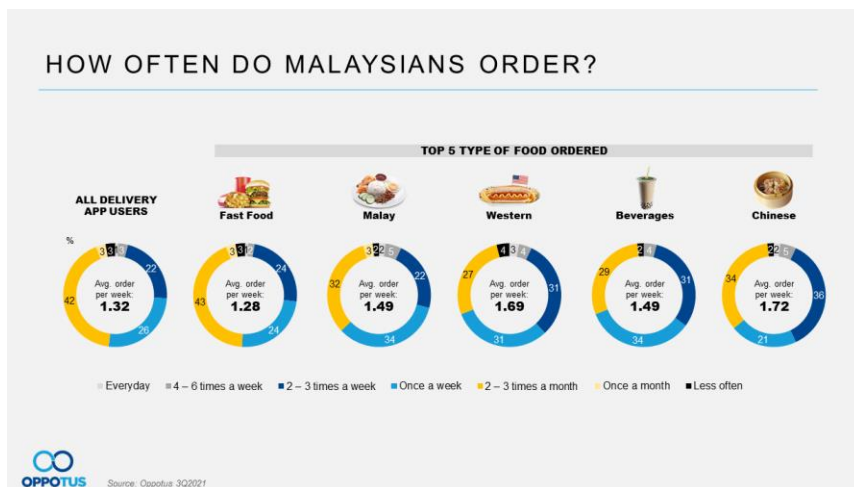 HOW OFTEN DO MALAYSIANS ORDER?
TOP 5 TYPE OF FOOD ORDERED
ALL DELIVERY
APP USERS
Fast Food
Malay
Western
Beverages
Chinese
%
3 3 1 3 22 26 42
Avg. order
per week:
1.32
3 3 1 2 24 24 43
Avg. order
per week:
1.28
3 2 2 5 22 34 32
Avg. order
per week:
1.49
4 3 4 31 31 27
Avg. order
per week:
1.69
2 4 31 34 29
Avg. order
per week:
1.49
2 2 5 36 21 34
Avg. order
per week:
1.72
Everyday 4 – 6 times a week 2 – 3 times a week Once a week 2 – 3 times a month Once a month Less often
OPPOTUS
Source: Oppotus 3Q2021